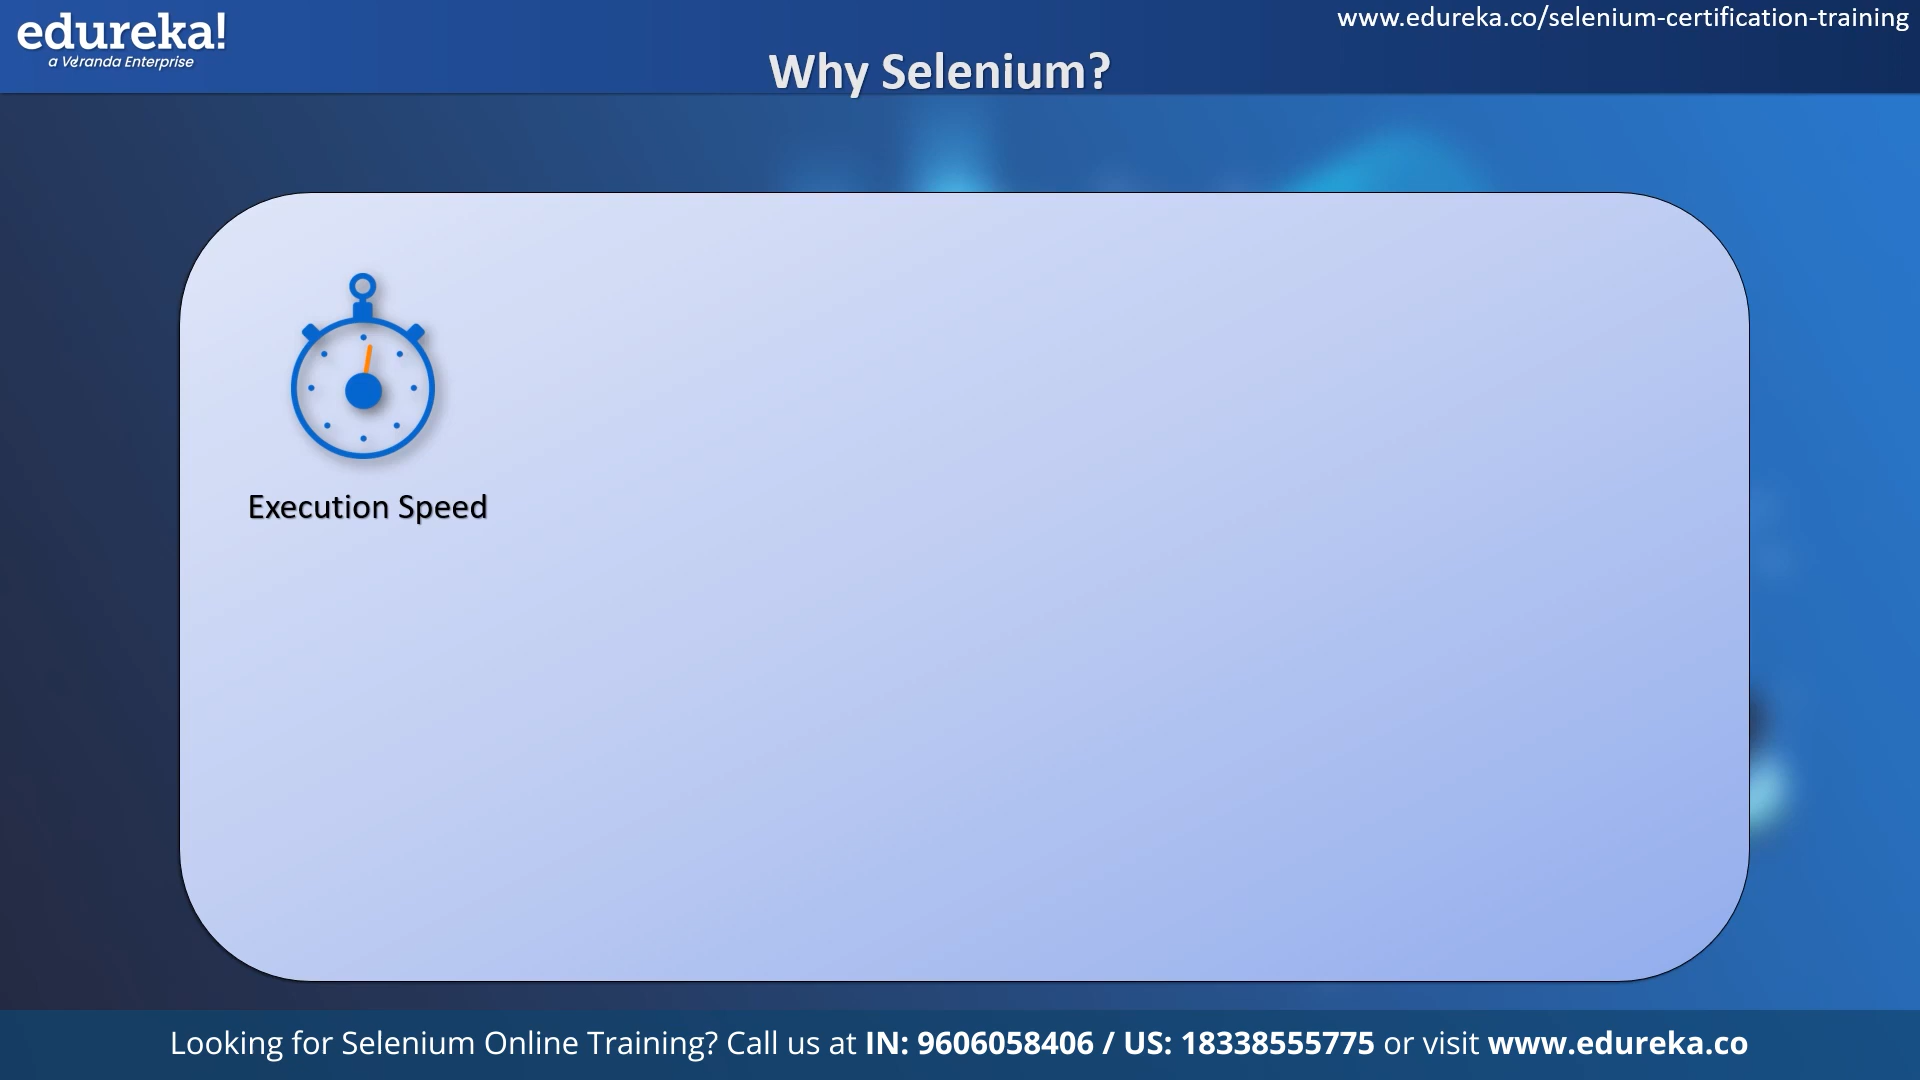 edureka!
a Veranda Enterprise
www.edureka.co/selenium-certification-training
Why Selenium?
Execution Speed
Looking for Selenium Online Training? Call us at IN: 9606058406 / US: 18338555775 or visit www.edureka.co